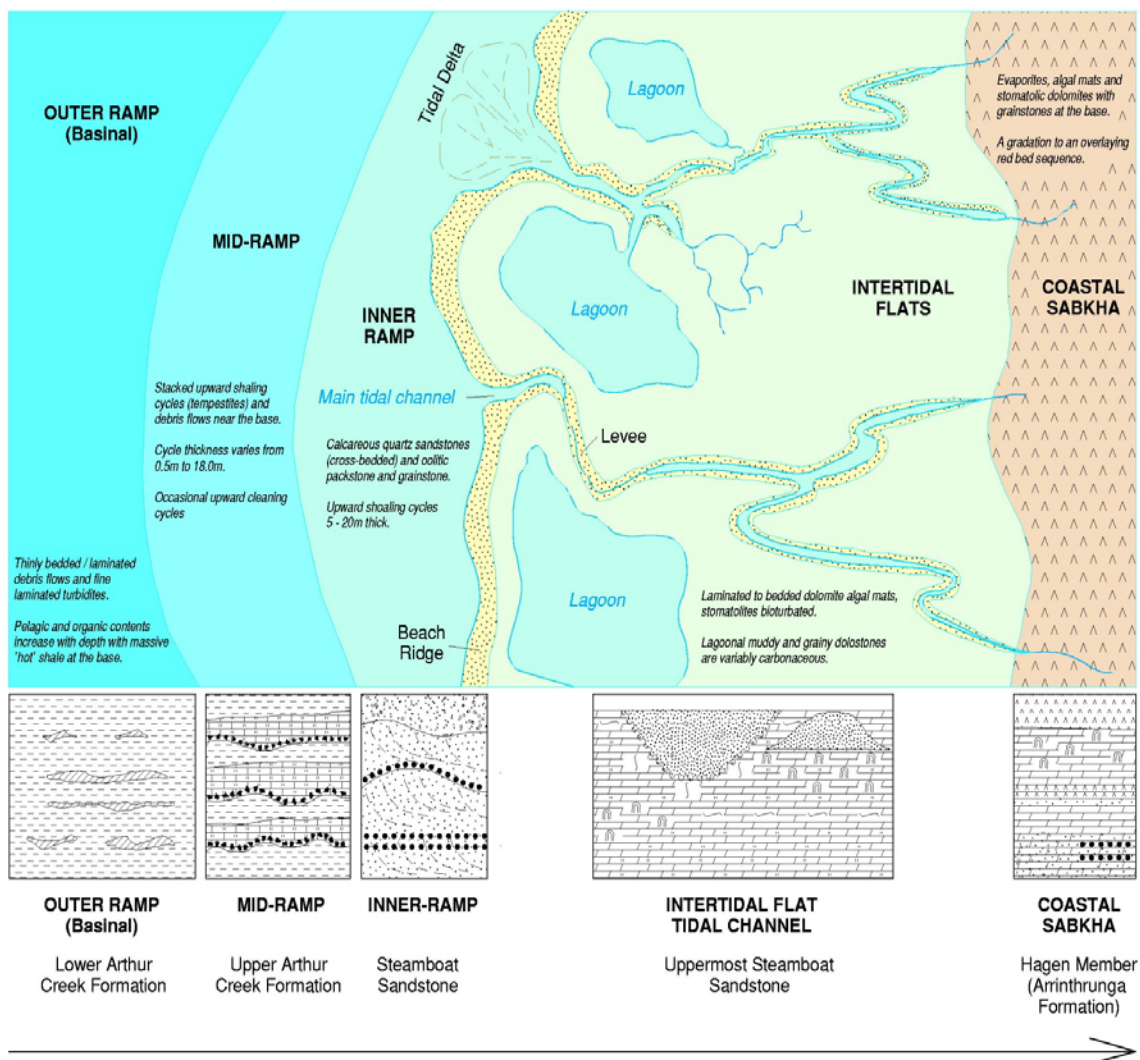 OUTER RAMP
(Basinal)
MID-RAMP
INNER
RAMP
Tidal Delta
Lagoon
Evaporites, algal mats and
stomatolic dolomites with
grainstones at the base.
A gradation to an overlaying
red bed sequence.
Lagoon
INTERTIDAL
FLATS
COASTAL
SABKHA
Main tidal channel
Stacked upward shaling
cycles (tempestites) and
debris flows near the base.
Cycle thickness varies from
0.5m to 18.0m.
Occasional upward cleaning
cycles
Calcareous quartz sandstones
(cross-bedded) and oolitic
packstone and grainstone.
Upward shoaling cycles
5 - 20m thick.
Levee
Thinly bedded / laminated
debris flows and fine
laminated turbidites.
Pelagic and organic contents
increase with depth with massive
'hot' shale at the base.
Beach
Ridge
Lagoon
Laminated to bedded dolomite algal mats,
stomatolites bioturbated.
Lagoonal muddy and grainy dolostones
are variably carbonaceous.
OUTER RAMP
(Basinal)
Lower Arthur
Creek Formation
MID-RAMP
Upper Arthur
Creek Formation
INNER-RAMP
Steamboat
Sandstone
INTERTIDAL FLAT
TIDAL CHANNEL
Uppermost Steamboat
Sandstone
COASTAL
SABKHA
Hagen Member
(Arrinthrunga
Formation)